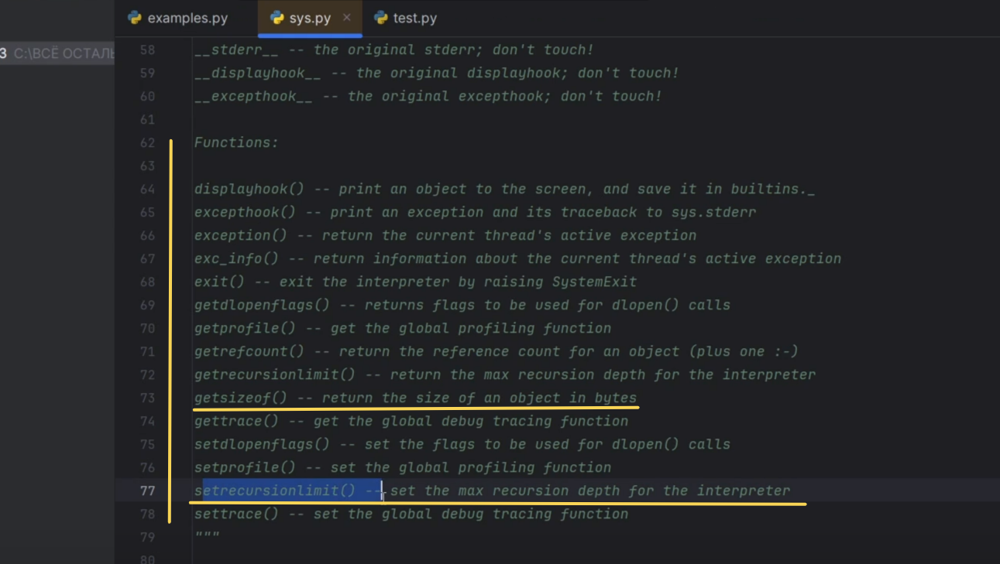 examples.py sys.py × test.py
3 C:\ВСЁ ОСТАЛЬ
58 __stderr__ -- the original stderr; don't touch!
59 __displayhook__ -- the original displayhook; don't touch!
60 __excepthook__ -- the original excepthook; don't touch!
61
62 Functions:
63
64 displayhook() -- print an object to the screen, and save it in builtins._
65 excepthook() -- print an exception and its traceback to sys.stderr
66 exception() -- return the current thread's active exception
67 exc_info() -- return information about the current thread's active exception
68 exit() -- exit the interpreter by raising SystemExit
69 getdlopenflags() -- returns flags to be used for dlopen() calls
70 getprofile() -- get the global profiling function
71 getrefcount() -- return the reference count for an object (plus one :-)
72 getrecursionlimit() -- return the max recursion depth for the interpreter
73 getsizeof() -- return the size of an object in bytes
74 gettrace() -- get the global debug tracing function
75 setdlopenflags() -- set the flags to be used for dlopen() calls
76 setprofile() -- set the global profiling function
77 setrecursionlimit() -- set the max recursion depth for the interpreter
78 settrace() -- set the global debug tracing function
79 """
80